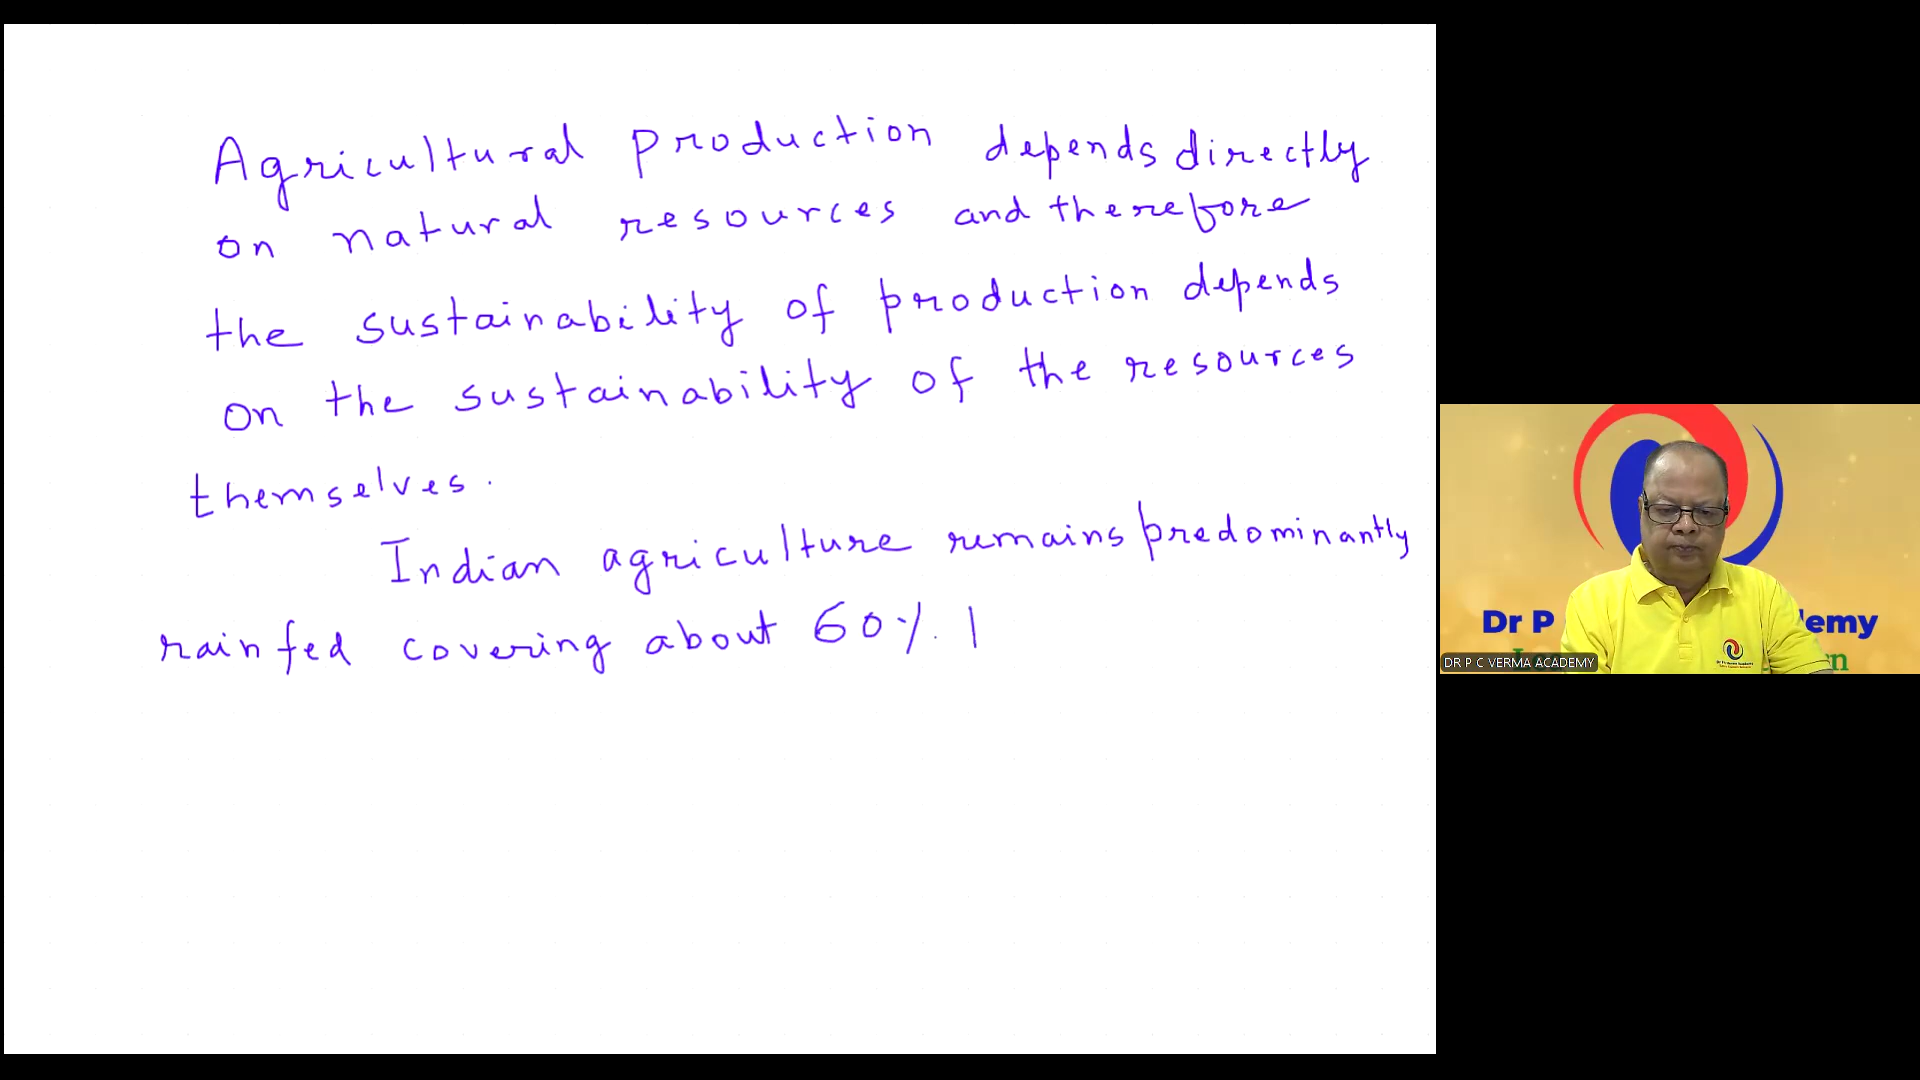 Agricultural production depends directly
on natural resources and therefore
the sustainability of production depends
on the sustainability of the resources
themselves.
Indian agriculture remains predominantly
rainfed covering about 60%.
Dr P
emy
DR P C VERMA ACADEMY